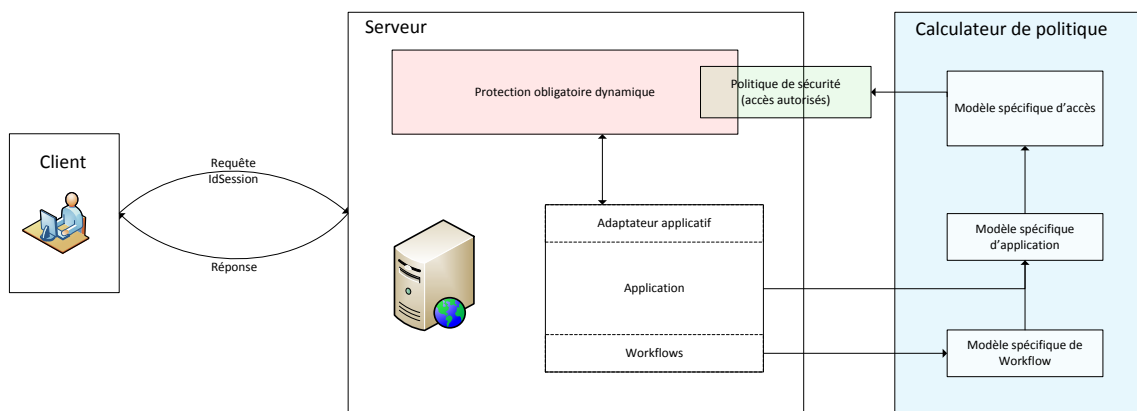 Serveur
Calculateur de politique
Protection obligatoire dynamique
Politique de sécurité
(accès autorisés)
Modèle spécifique d'accès
Client
Requête
IdSession
Réponse
Adaptateur applicatif
Application
Workflows
Modèle spécifique
d'application
Modèle spécifique de
Workflow